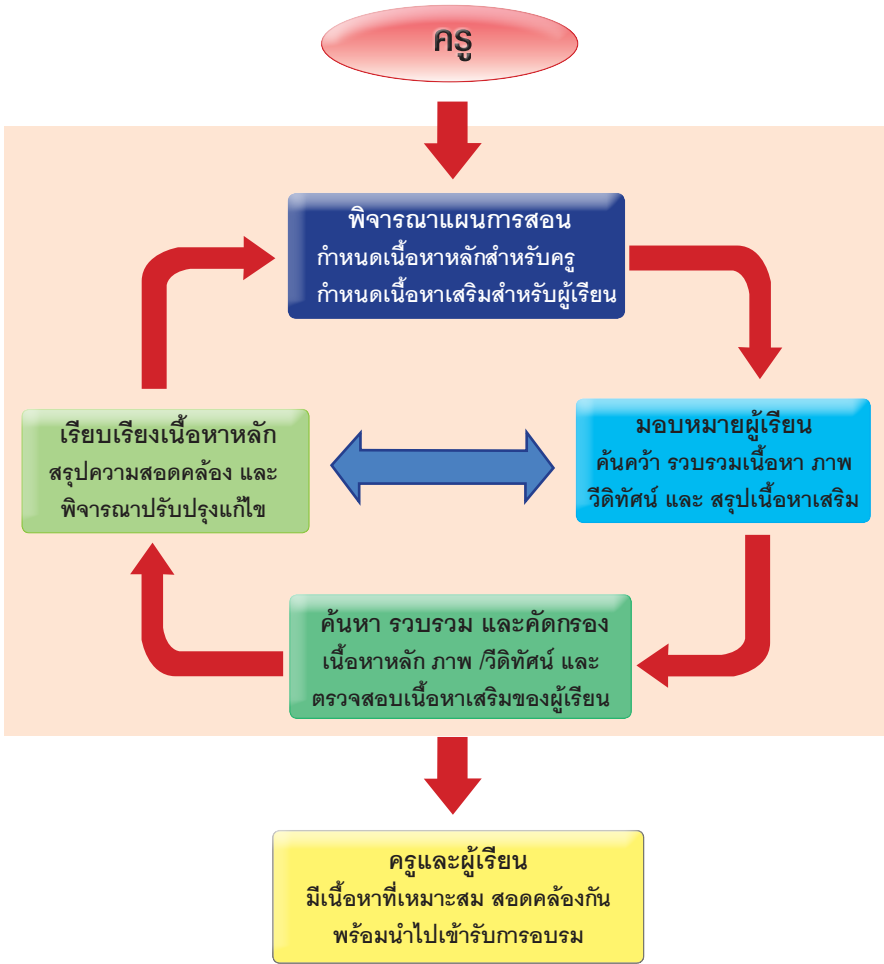 ครู
พิจารณาแผนการสอน
กำหนดเนื้อหาหลักสำหรับครู
กำหนดเนื้อหาเสริมสำหรับผู้เรียน
มอบหมายผู้เรียน
ค้นคว้า รวบรวมเนื้อหา ภาพ
วีดิทัศน์ และ สรุปเนื้อหาเสริม
ค้นหา รวบรวม และคัดกรอง
เนื้อหาหลัก ภาพ /วีดิทัศน์ และ
ตรวจสอบเนื้อหาเสริมของผู้เรียน
เรียบเรียงเนื้อหาหลัก
สรุปความสอดคล้อง และ
พิจารณาปรับปรุงแก้ไข
ครูและผู้เรียน
มีเนื้อหาที่เหมาะสม สอดคล้องกัน
พร้อมนำไปเข้ารับการอบรม